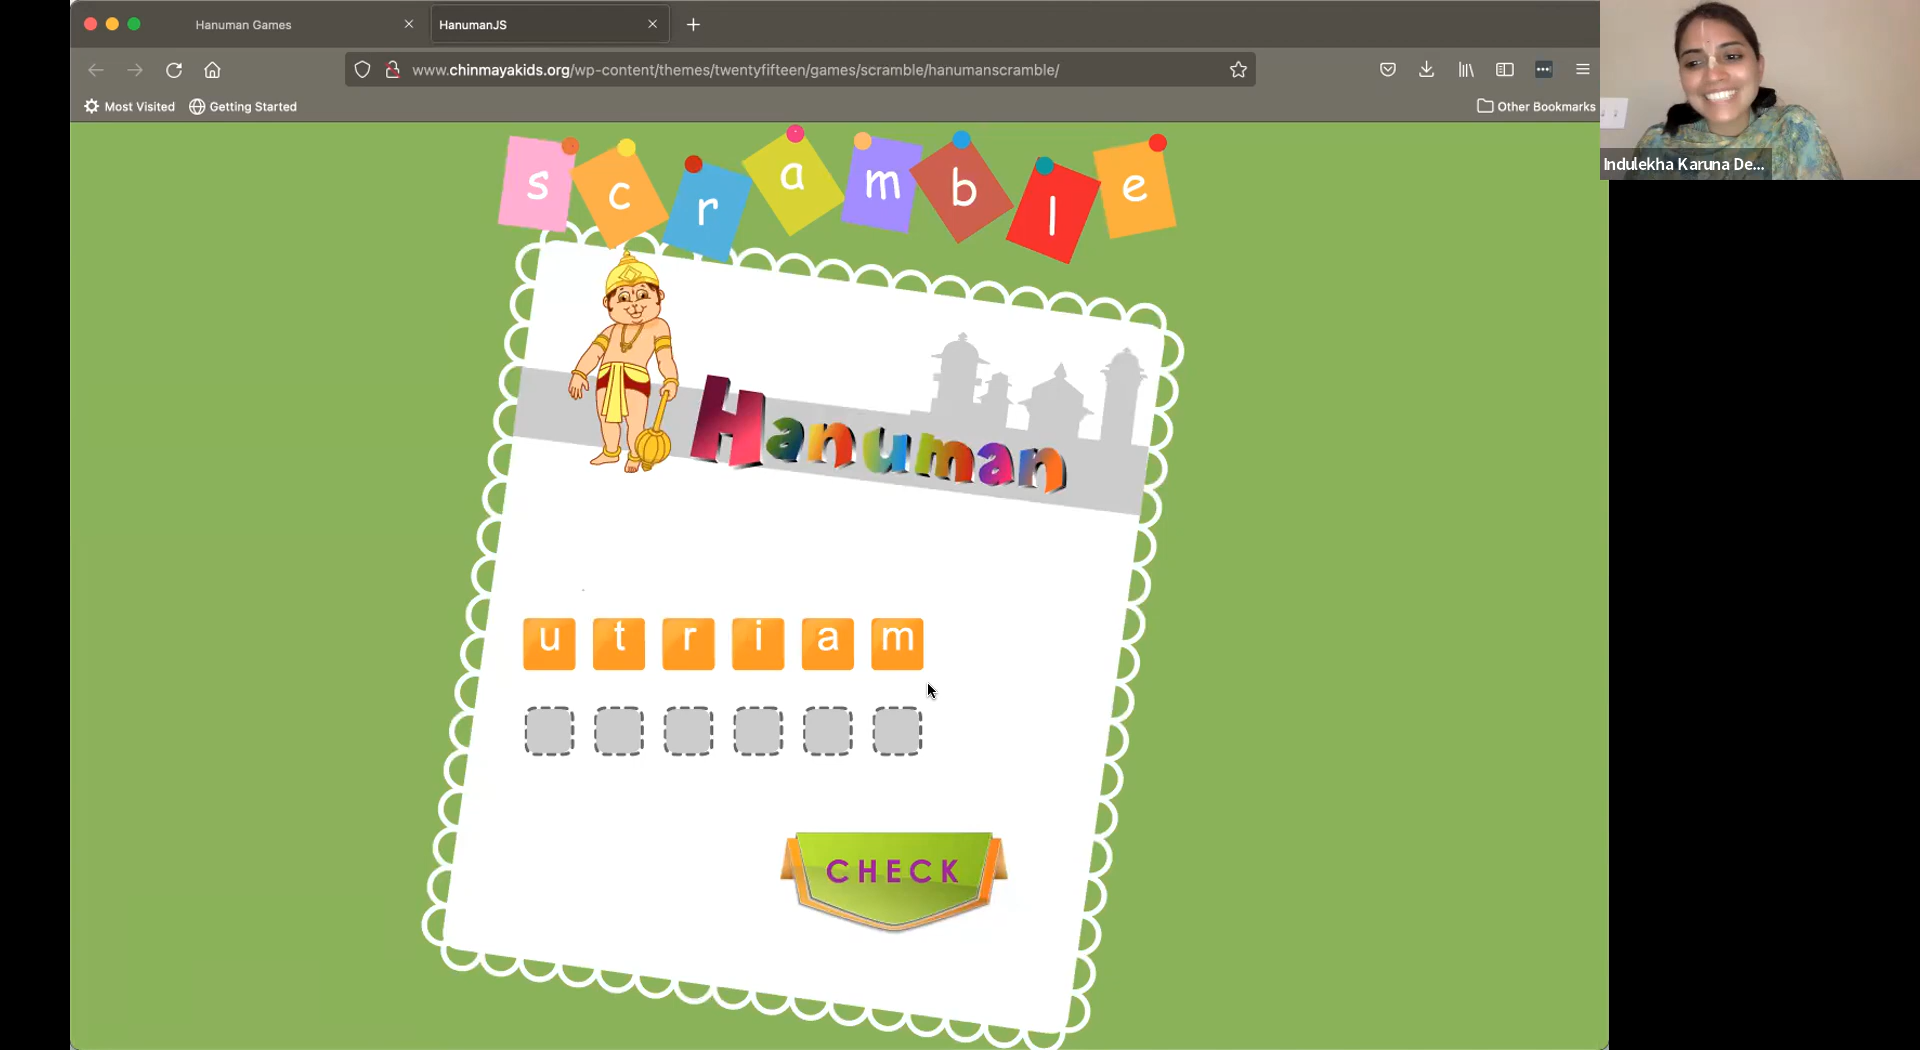 Hanuman Games
HanumanJS
www.chinmayakids.org/wp-content/themes/twentyfifteen/games/scramble/hanumanscramble/
Most Visited
Getting Started
Other Bookmarks
Indulekha Karuna De...
scramble
Hanuman
u t r i a m
CHECK